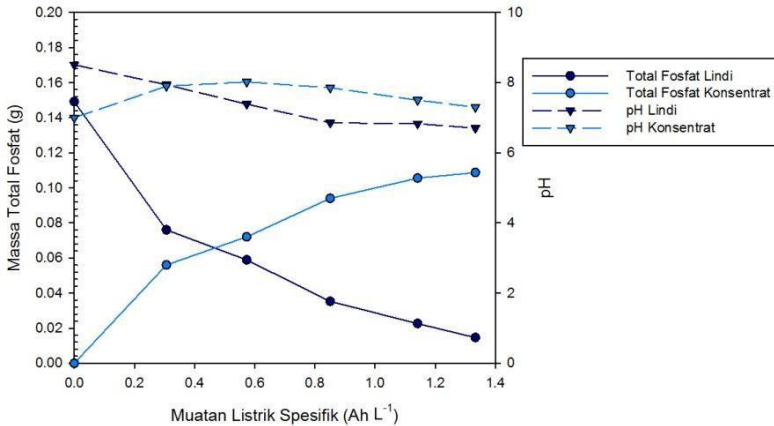 0.20
0.18
0.16
0.14
0.12
0.10
0.08
0.06
0.04
0.02
0.00
Massa Total Fosfat (g)
0.0 0.2 0.4 0.6 0.8 1.0 1.2 1.4
Muatan Listrik Spesifik (Ah L⁻¹)
10
8
6
4
2
0
pH
Total Fosfat Lindi
Total Fosfat Konsentrat
pH Lindi
pH Konsentrat